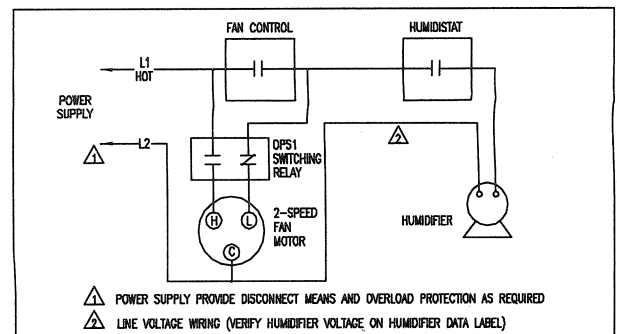 FAN CONTROL
HUMIDISTAT
L1
HOT
POWER
SUPPLY
L2
1
2
OPS1
SWITCHING
RELAY
H
L
2-SPEED
FAN
MOTOR
C
HUMIDIFIER
1 POWER SUPPLY PROVIDE DISCONNECT MEANS AND OVERLOAD PROTECTION AS REQUIRED
2 LINE VOLTAGE WIRING (VERIFY HUMIDIFIER VOLTAGE ON HUMIDIFIER DATA LABEL)